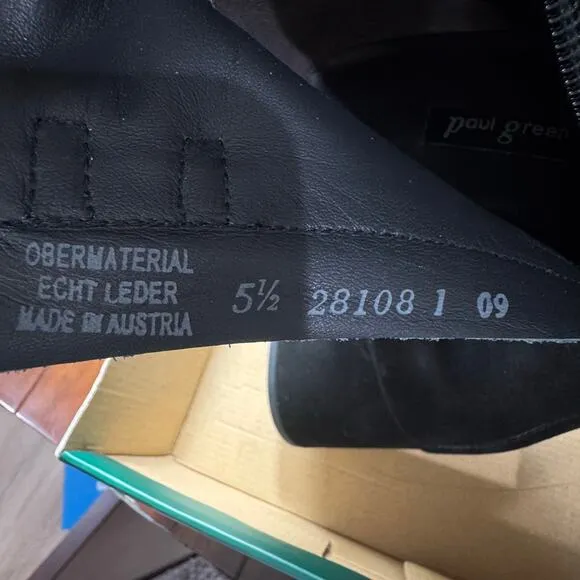 paul green
OBERMATERIAL
ECHT LEDER
MADE IN AUSTRIA
5½ 28108 1 09